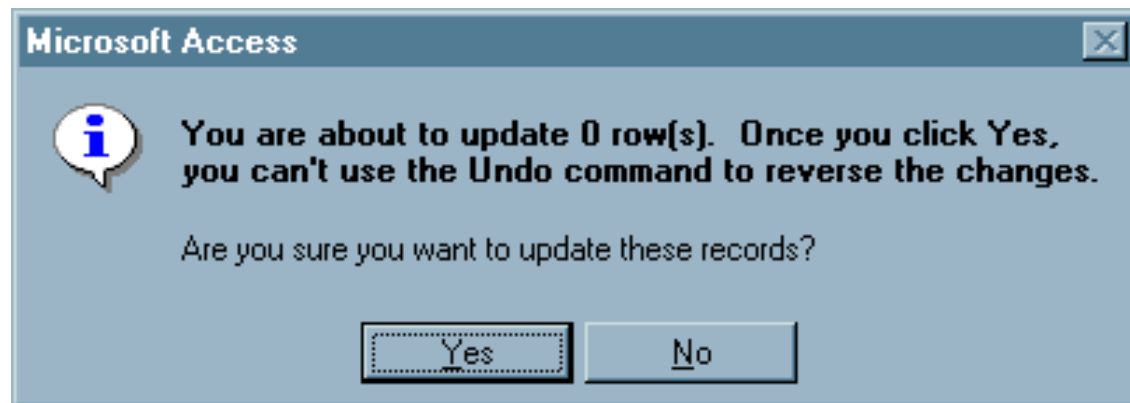 Microsoft Access
You are about to update 0 row(s).  Once you click Yes,
you can't use the Undo command to reverse the changes.
Are you sure you want to update these records?
Yes
No